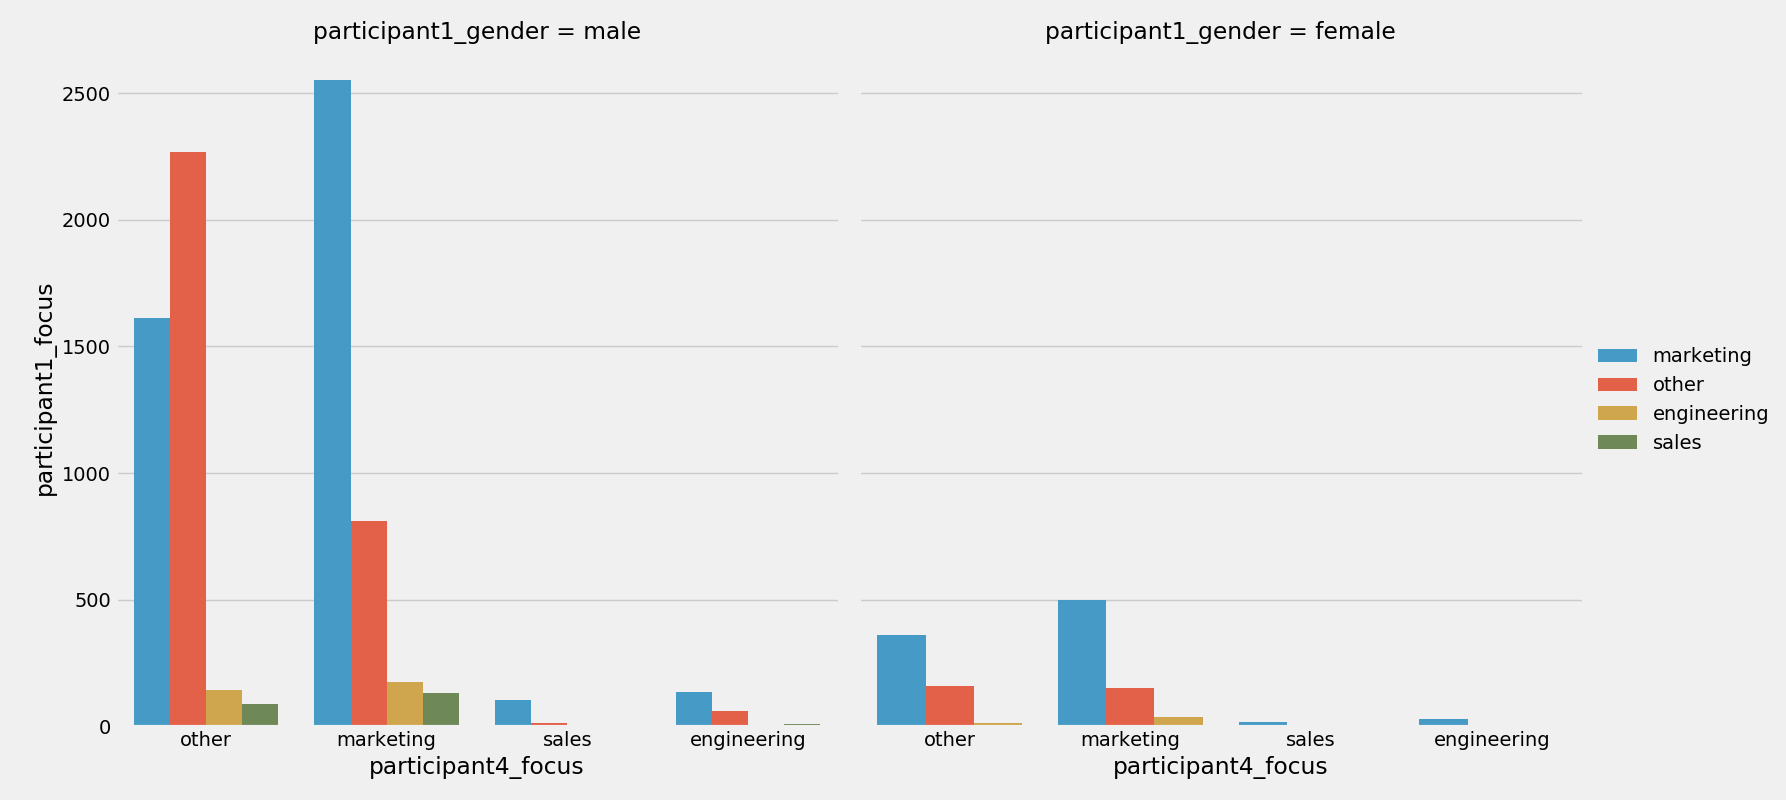 participant1_gender = male
participant1_gender = female
participant1_focus
2500
2000
1500
1000
500
0
other
marketing
sales
engineering
participant4_focus
other
marketing
sales
engineering
participant4_focus
marketing
other
engineering
sales